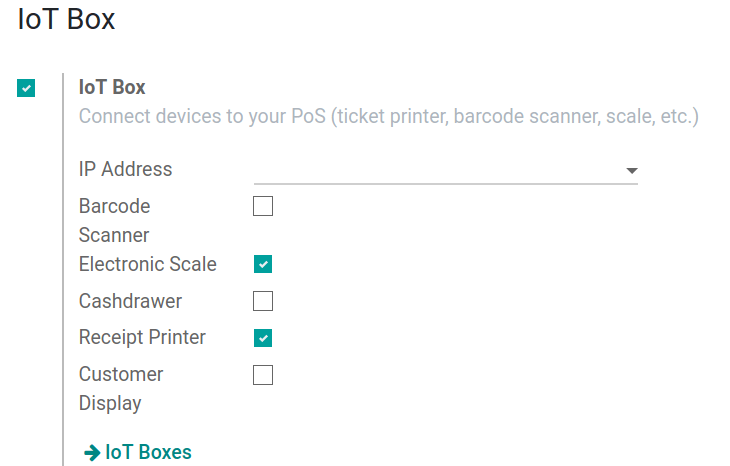 IoT Box
IoT Box
Connect devices to your PoS (ticket printer, barcode scanner, scale, etc.)
IP Address
Barcode
Scanner
Electronic Scale
Cashdrawer
Receipt Printer
Customer
Display
IoT Boxes